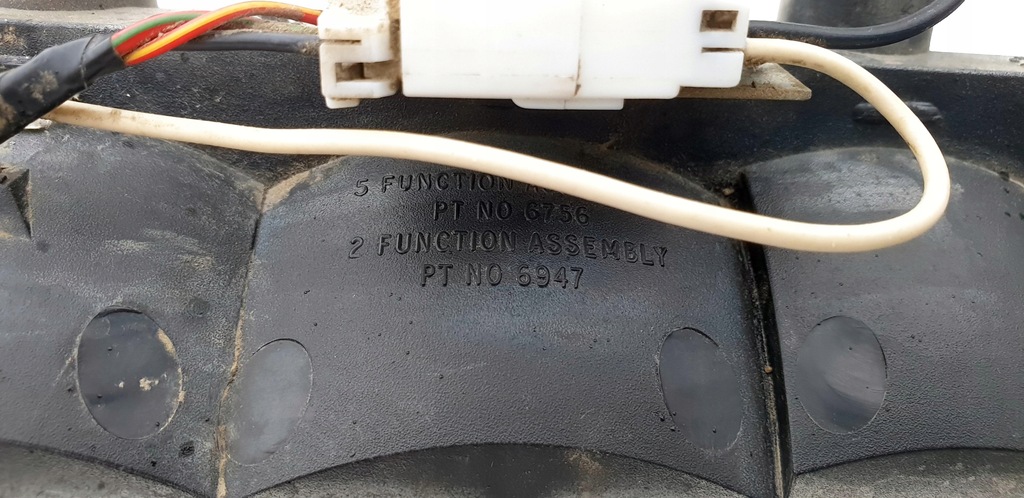 5 FUNCTION
PT NO 6756
2 FUNCTION ASSEMBLY
PT NO 6947